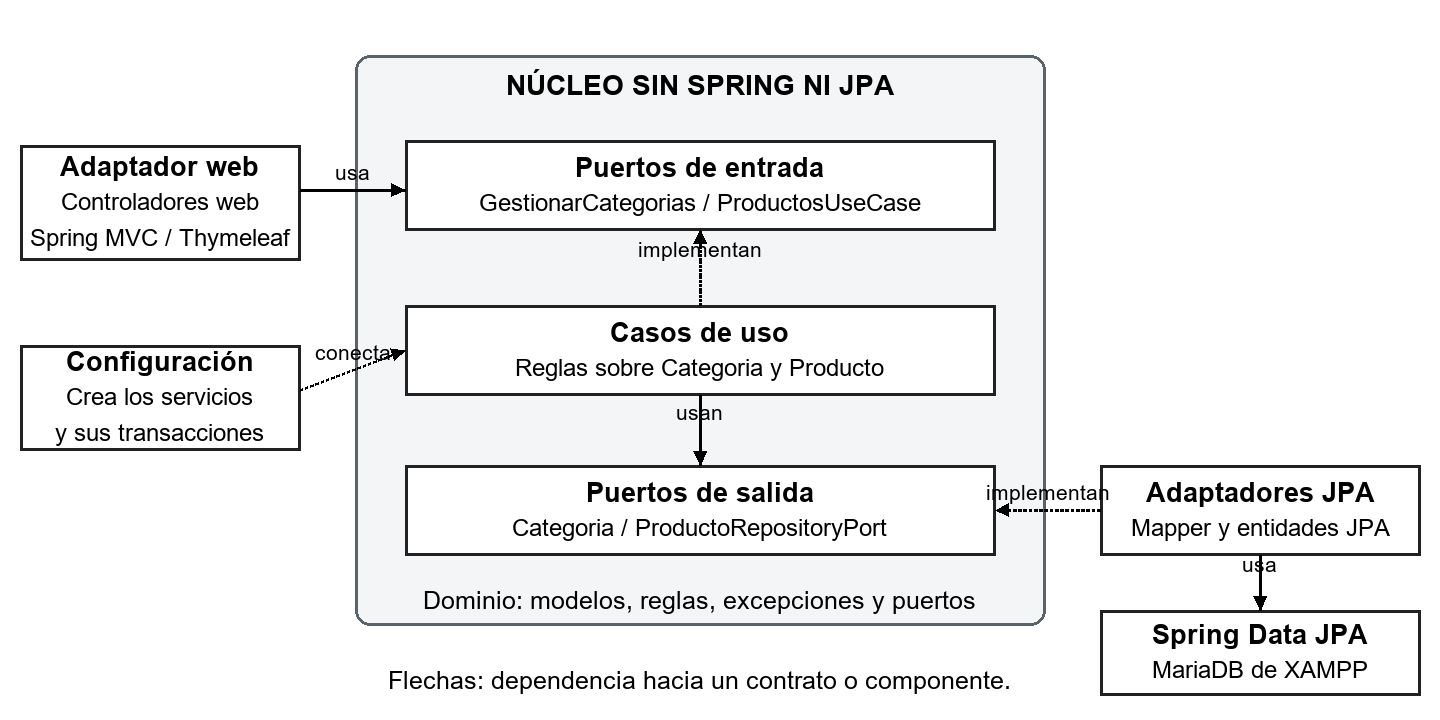 NÚCLEO SIN SPRING NI JPA
Adaptador web
Controladores web
Spring MVC / Thymeleaf
usa
Puertos de entrada
GestionarCategorias / ProductosUseCase
implementan
Configuración
Crea los servicios
y sus transacciones
conecta
Casos de uso
Reglas sobre Categoria y Producto
usan
Puertos de salida
Categoria / ProductoRepositoryPort
implementan
Adaptadores JPA
Mapper y entidades JPA
usa
Spring Data JPA
MariaDB de XAMPP
Dominio: modelos, reglas, excepciones y puertos
Flechas: dependencia hacia un contrato o componente.